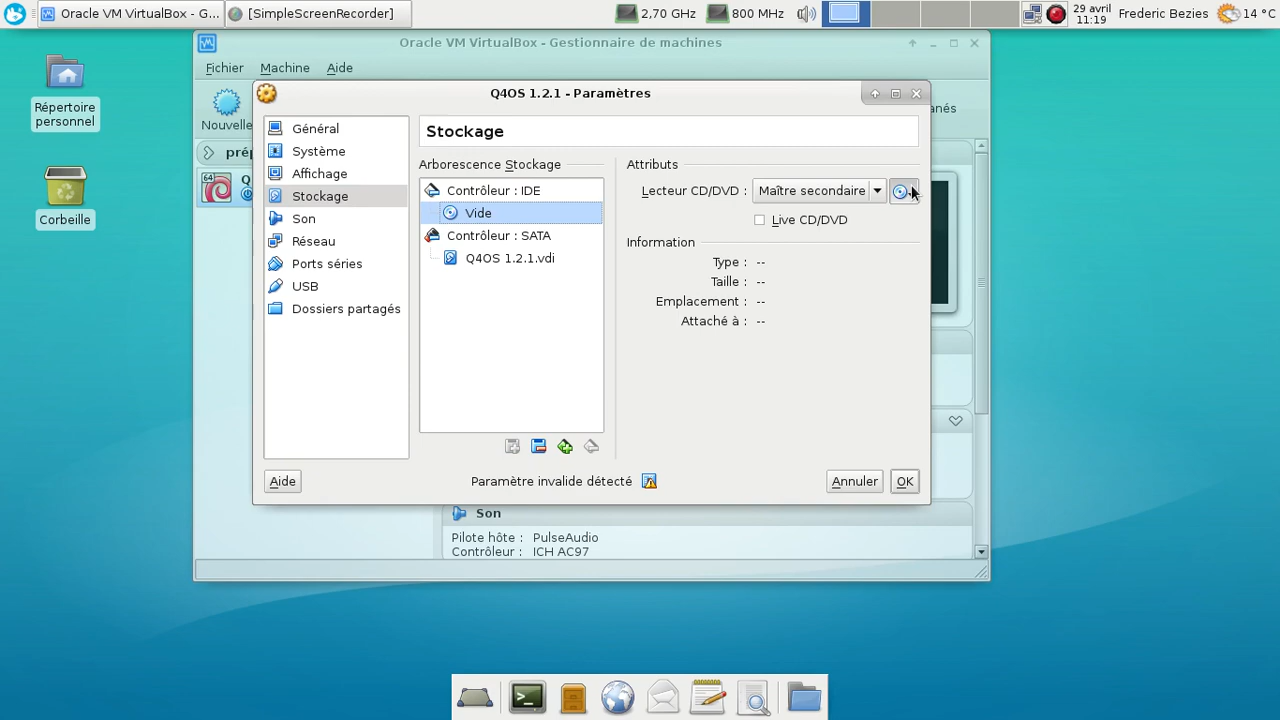 Oracle VM VirtualBox - G...
[SimpleScreenRecorder]
2,70 GHz
800 MHz
29 avril
11:19
Frederic Bezies
14 °C
Répertoire
personnel
Corbeille
Oracle VM VirtualBox - Gestionnaire de machines
Fichier Machine Aide
Nouvelle
anés
prép
64
Q
Q4OS 1.2.1 - Paramètres
Général
Système
Affichage
Stockage
Son
Réseau
Ports séries
USB
Dossiers partagés
Stockage
Arborescence Stockage
Contrôleur : IDE
Vide
Contrôleur : SATA
Q4OS 1.2.1.vdi
Attributs
Lecteur CD/DVD : Maître secondaire
Live CD/DVD
Information
Type : --
Taille : --
Emplacement : --
Attaché à : --
Aide
Paramètre invalide détecté
Annuler
OK
Son
Pilote hôte : PulseAudio
Contrôleur : ICH AC97